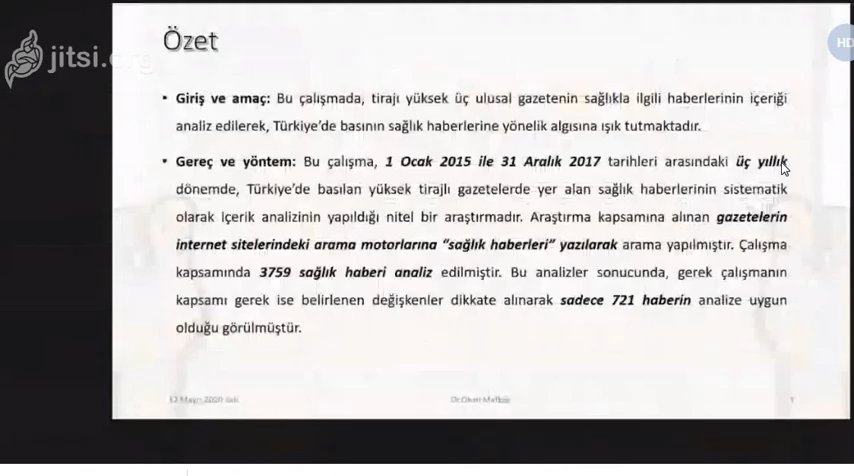 Özet
jitsi.org
HD
• Giriş ve amaç: Bu çalışmada, tirajı yüksek üç ulusal gazetenin sağlıkla ilgili haberlerinin içeriği
analiz edilerek, Türkiye’de basının sağlık haberlerine yönelik algısına ışık tutmaktadır.
• Gereç ve yöntem: Bu çalışma, 1 Ocak 2015 ile 31 Aralık 2017 tarihleri arasındaki üç yıllık
dönemde, Türkiye’de basılan yüksek tirajlı gazetelerde yer alan sağlık haberlerinin sistematik
olarak içerik analizinin yapıldığı nitel bir araştırmadır. Araştırma kapsamına alınan gazetelerin
internet sitelerindeki arama motorlarına “sağlık haberleri” yazılarak arama yapılmıştır. Çalışma
kapsamında 3759 sağlık haberi analiz edilmiştir. Bu analizler sonucunda, gerek çalışmanın
kapsamı gerek ise belirlenen değişkenler dikkate alınarak sadece 721 haberin analize uygun
olduğu görülmüştür.
12 Mayıs 2020 Salı